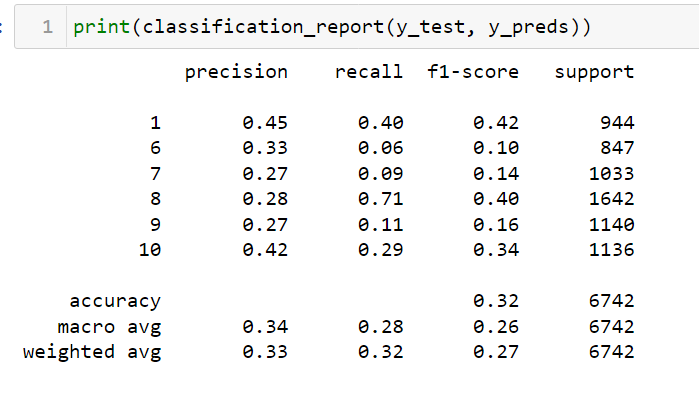 1 print(classification_report(y_test, y_preds))
precision recall f1-score support
1 0.45 0.40 0.42 944
6 0.33 0.06 0.10 847
7 0.27 0.09 0.14 1033
8 0.28 0.71 0.40 1642
9 0.27 0.11 0.16 1140
10 0.42 0.29 0.34 1136
accuracy 0.32 6742
macro avg 0.34 0.28 0.26 6742
weighted avg 0.33 0.32 0.27 6742